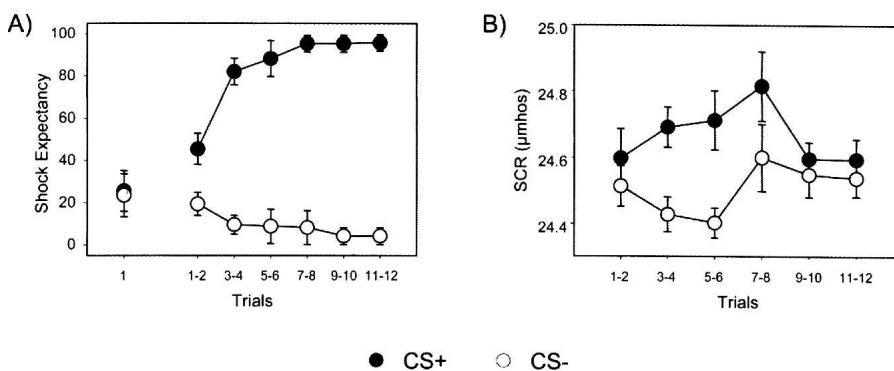 A)
100
80
60
40
20
0
Shock Expectancy
1
1-2 3-4 5-6 7-8 9-10 11-12
Trials
B)
25.0
24.8
24.6
24.4
SCR (µmhos)
1-2 3-4 5-6 7-8 9-10 11-12
Trials
CS+ CS-